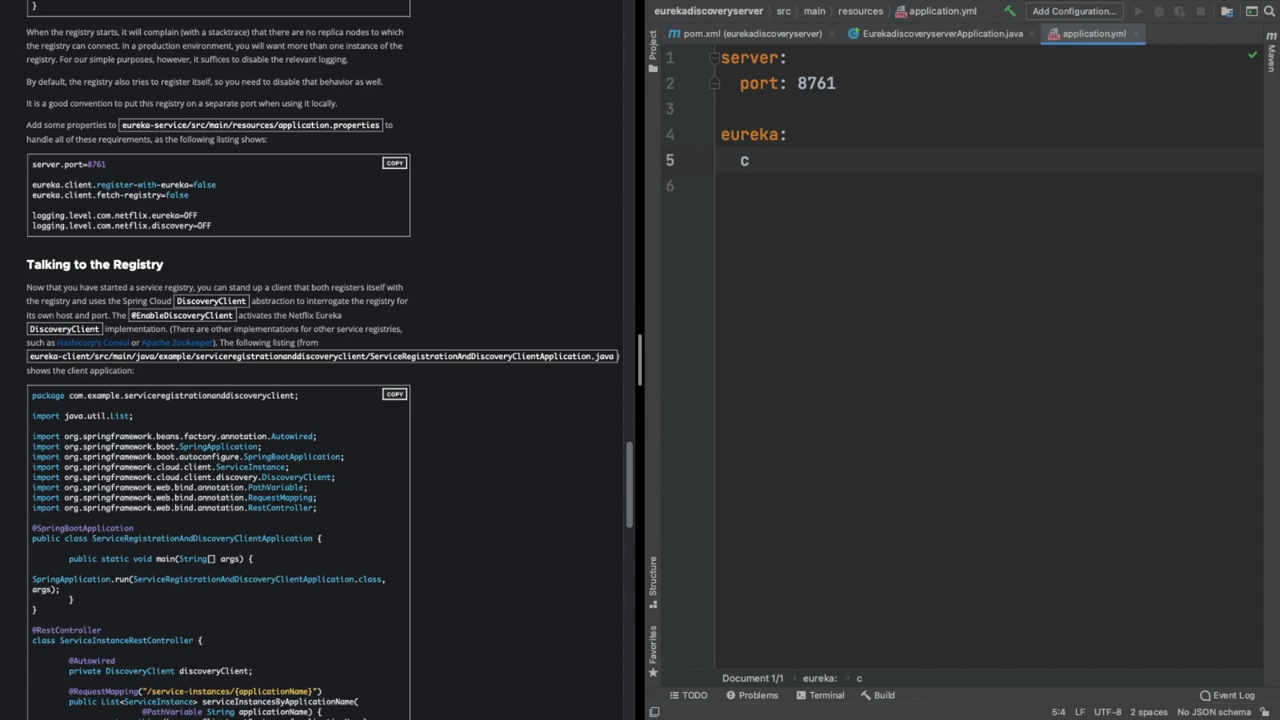 }
When the registry starts, it will complain (with a stacktrace) that there are no replica nodes to which
the registry can connect. In a production environment, you will want more than one instance of the
registry. For our simple purposes, however, it suffices to disable the relevant logging.
By default, the registry also tries to register itself, so you need to disable that behavior as well.
It is a good convention to put this registry on a separate port when using it locally.
Add some properties to eureka-service/src/main/resources/application.properties to
handle all of these requirements, as the following listing shows:
server.port=8761
COPY
eureka.client.register-with-eureka=false
eureka.client.fetch-registry=false
logging.level.com.netflix.eureka=OFF
logging.level.com.netflix.discovery=OFF
Talking to the Registry
Now that you have started a service registry, you can stand up a client that both registers itself with
the registry and uses the Spring Cloud DiscoveryClient abstraction to interrogate the registry for
its own host and port. The @EnableDiscoveryClient activates the Netflix Eureka
DiscoveryClient implementation. (There are other implementations for other service registries,
such as Hashicorp's Consul or Apache Zookeeper). The following listing (from
eureka-client/src/main/java/example/serviceregistrationanddiscoveryclient/ServiceRegistrationAndDiscoveryClientApplication.java )
shows the client application:
package com.example.serviceregistrationanddiscoveryclient;
COPY
import java.util.List;
import org.springframework.beans.factory.annotation.Autowired;
import org.springframework.boot.SpringApplication;
import org.springframework.boot.autoconfigure.SpringBootApplication;
import org.springframework.cloud.client.ServiceInstance;
import org.springframework.cloud.client.discovery.DiscoveryClient;
import org.springframework.web.bind.annotation.PathVariable;
import org.springframework.web.bind.annotation.RequestMapping;
import org.springframework.web.bind.annotation.RestController;
@SpringBootApplication
public class ServiceRegistrationAndDiscoveryClientApplication {
public static void main(String[] args) {
SpringApplication.run(ServiceRegistrationAndDiscoveryClientApplication.class,
args);
}
}
@RestController
class ServiceInstanceRestController {
@Autowired
private DiscoveryClient discoveryClient;
@RequestMapping("/service-instances/{applicationName}")
public List<ServiceInstance> serviceInstancesByApplicationName(
@PathVariable String applicationName) {
eurekadiscoveryserver src main resources application.yml Add Configuration...
pom.xml (eurekadiscoveryserver) EurekadiscoveryserverApplication.java application.yml
Project
Maven
1 server:
2 port: 8761
3
4 eureka:
5 c
6
Structure
Favorites
Document 1/1 eureka: c
TODO Problems Terminal Build Event Log
5:4 LF UTF-8 2 spaces No JSON schema